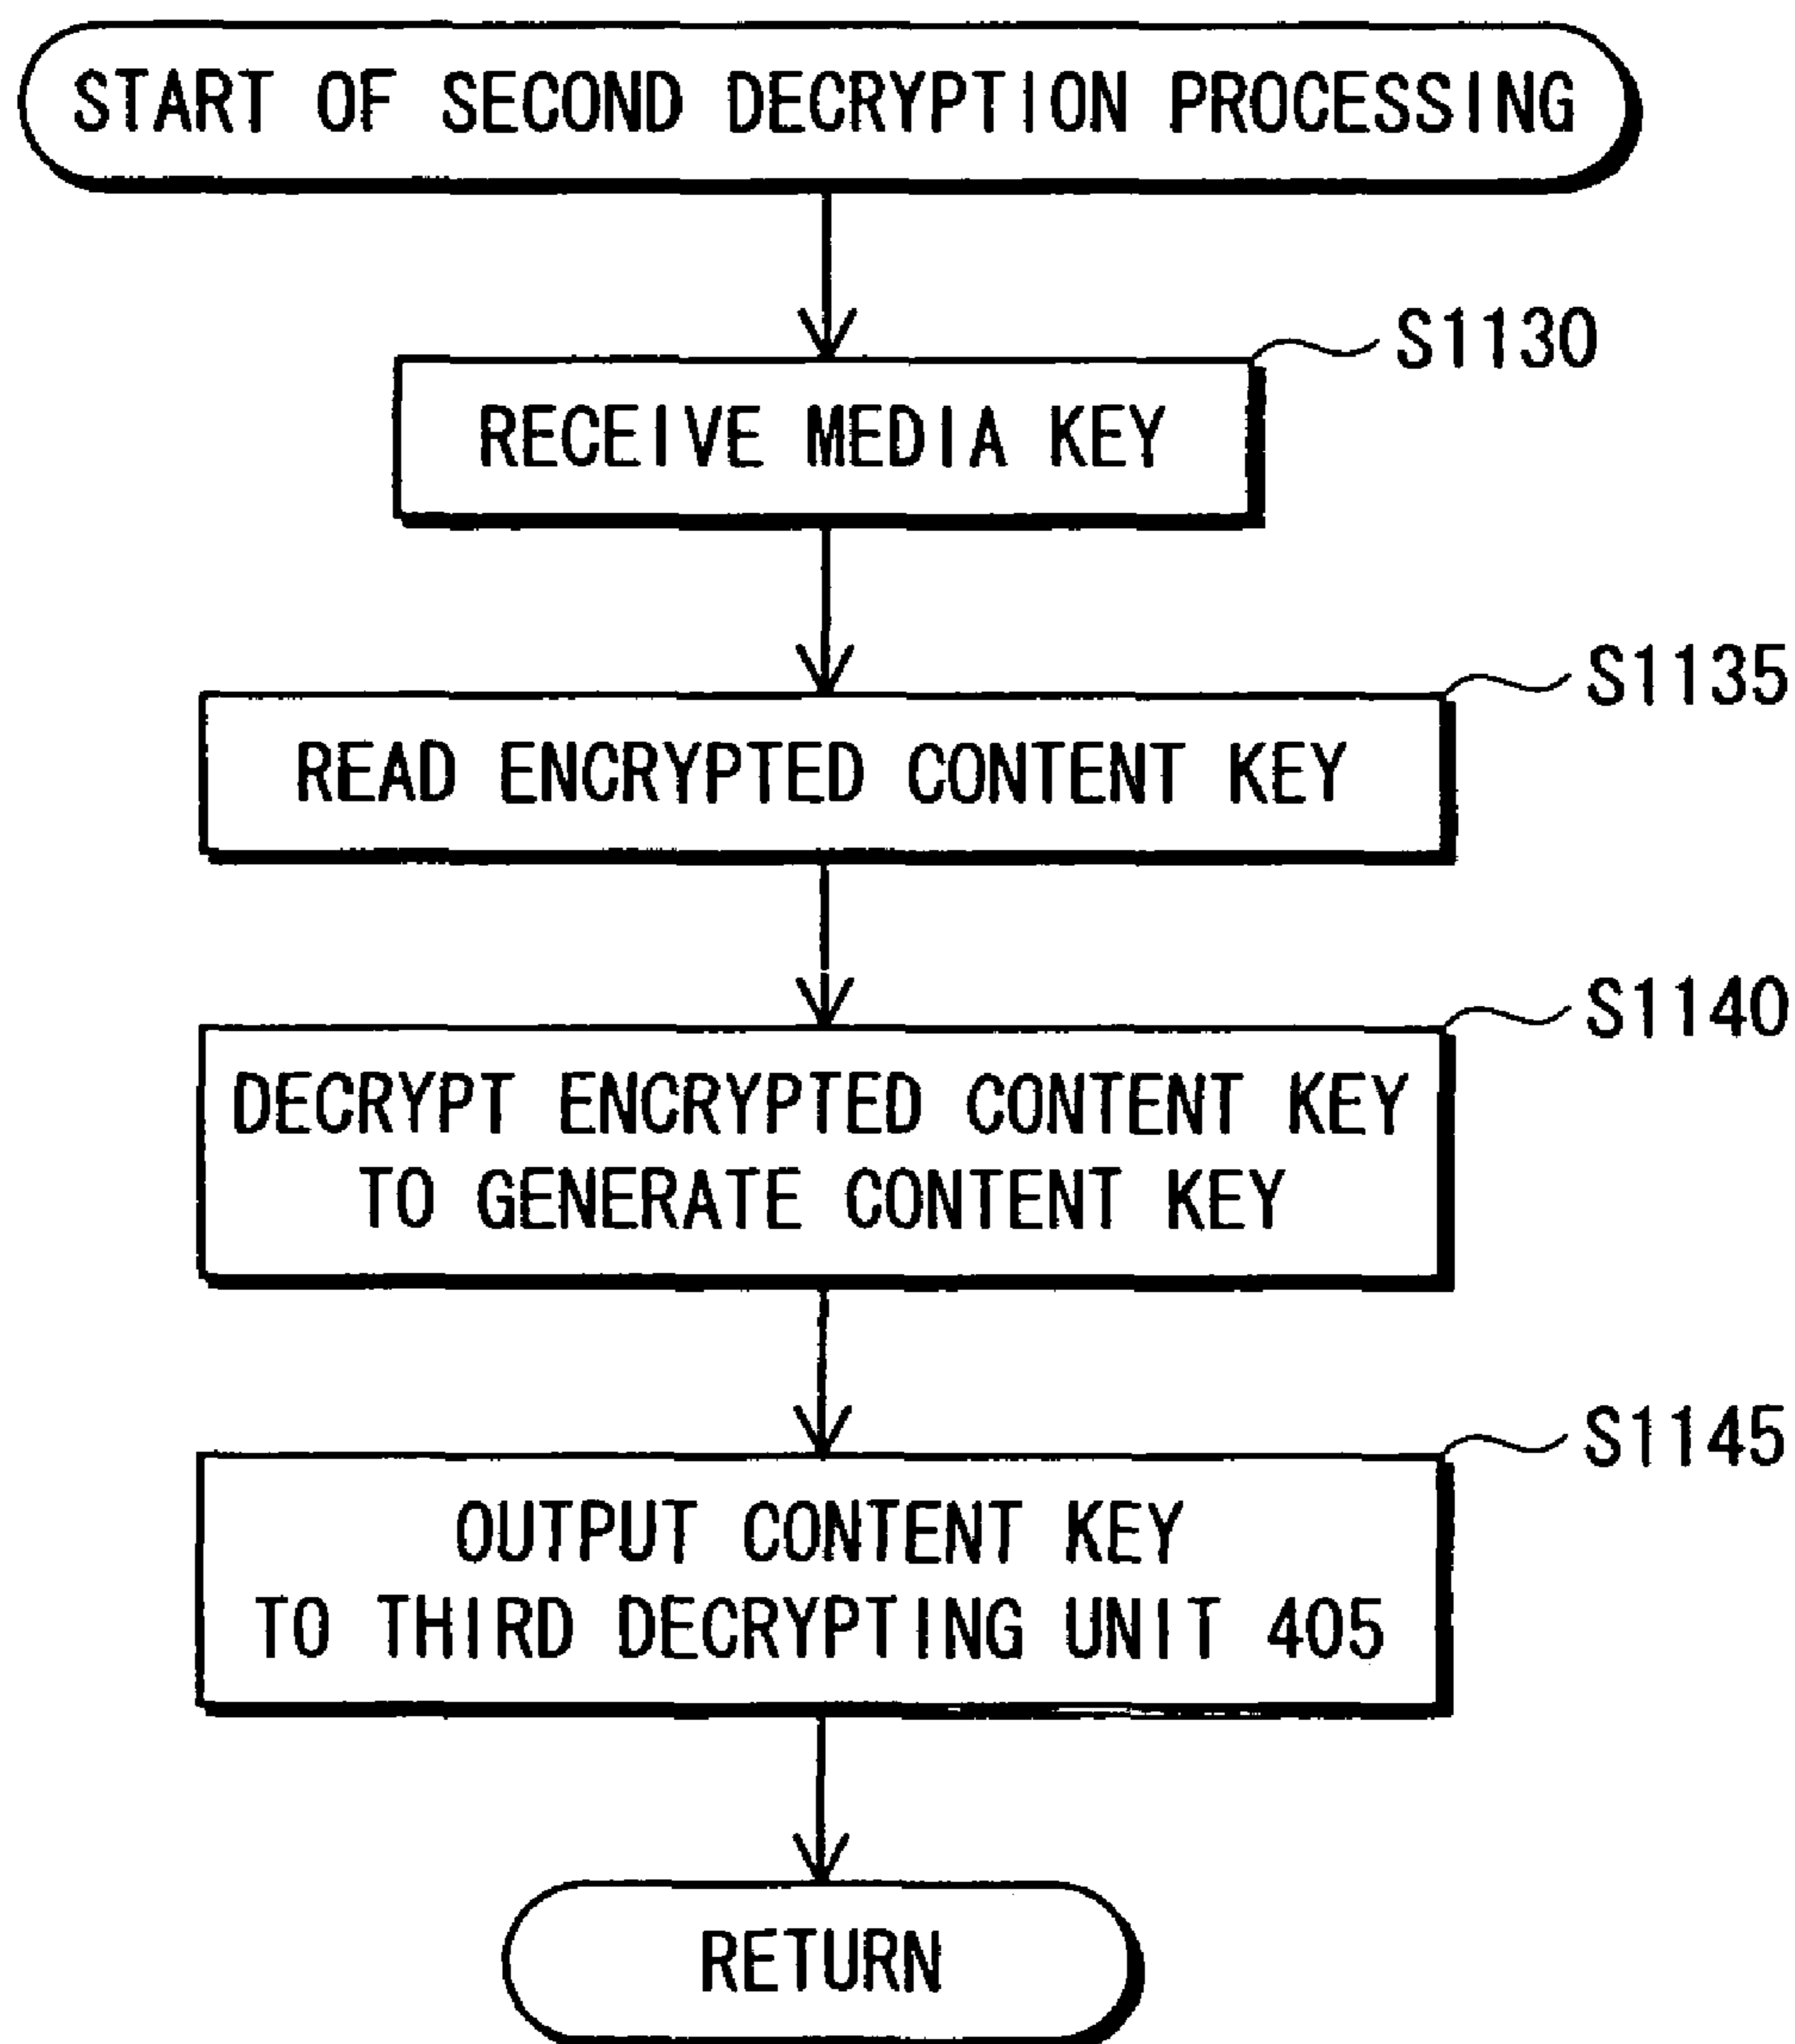 START OF SECOND DECRYPTION PROCESSING
S1130
RECEIVE MEDIA KEY
S1135
READ ENCRYPTED CONTENT KEY
S1140
DECRYPT ENCRYPTED CONTENT KEY
TO GENERATE CONTENT KEY
S1145
OUTPUT CONTENT KEY
TO THIRD DECRYPTING UNIT 405
RETURN